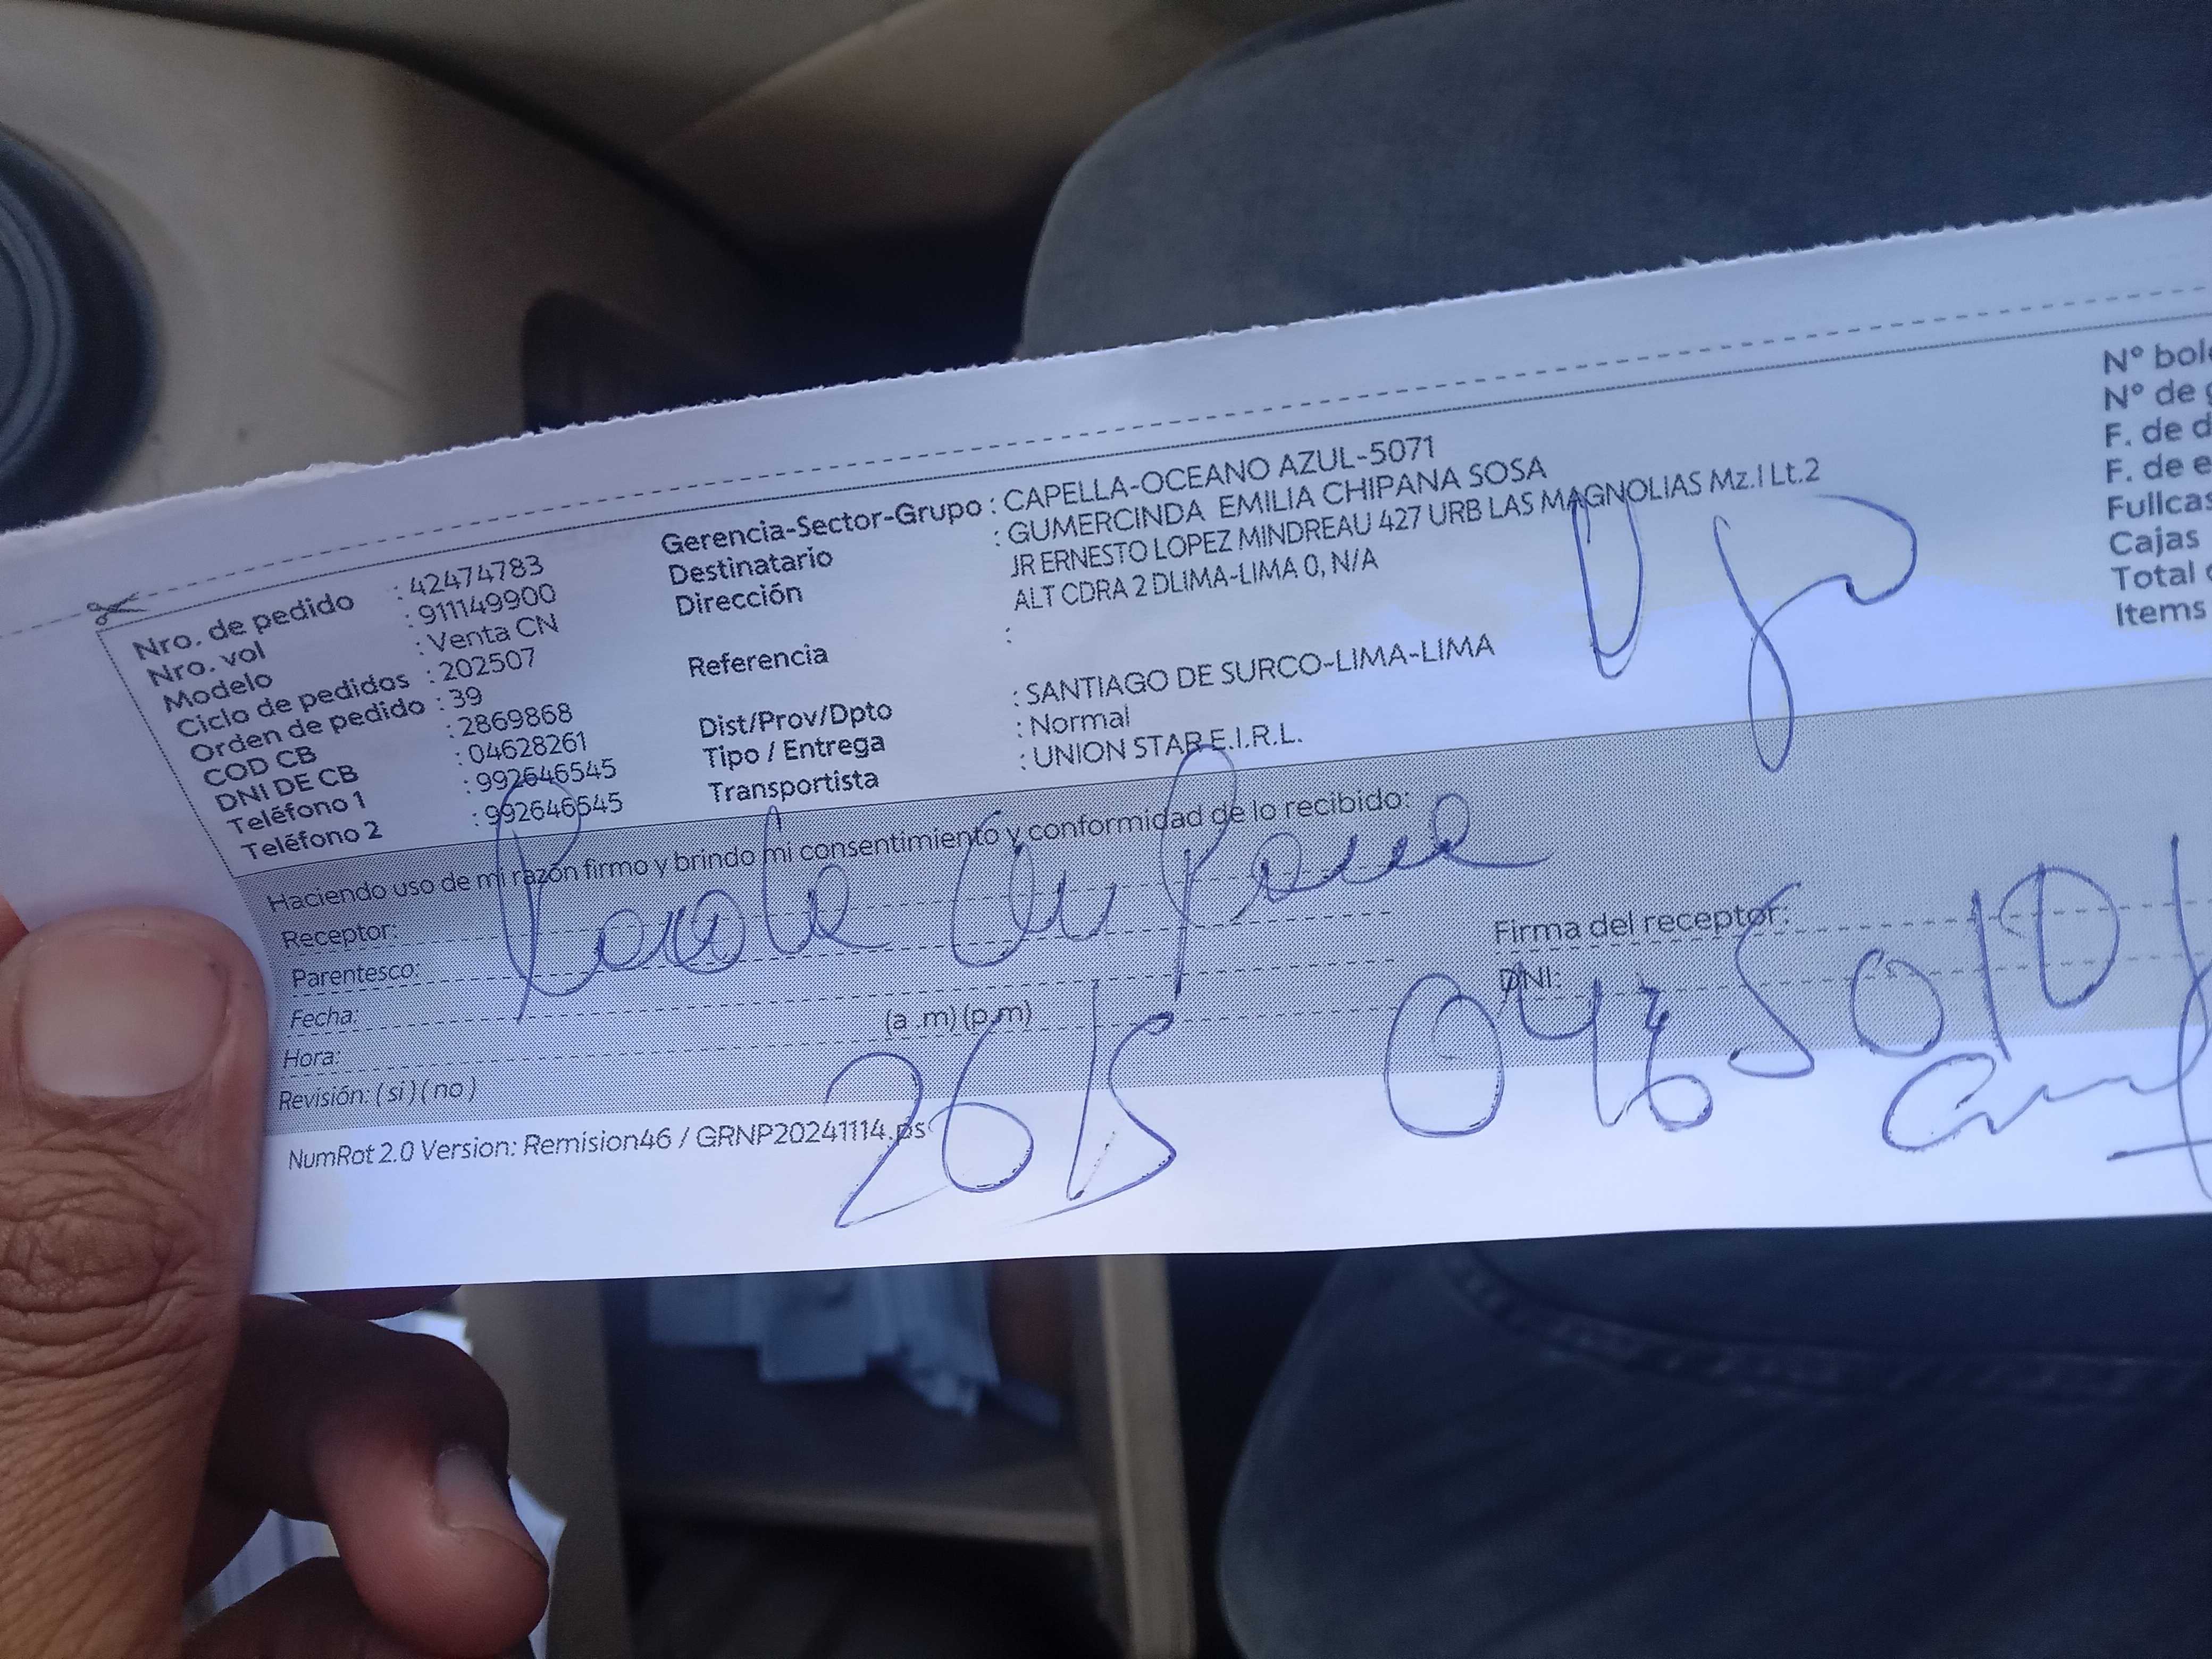 Nro. de pedido : 42474783
Nro. vol : 911149900
Modelo : Venta CN
Ciclo de pedidos : 202507
Orden de pedido : 39
COD CB : 2869868
DNI DE CB : 04628261
Teléfono 1 : 992646545
Teléfono 2 : 992646545
Gerencia-Sector-Grupo : CAPELLA-OCEANO AZUL-5071
Destinatario : GUMERCINDA EMILIA CHIPANA SOSA
Dirección JR ERNESTO LOPEZ MINDREAU 427 URB LAS MAGNOLIAS Mz.I Lt.2
ALT CDRA 2 DLIMA-LIMA 0, N/A
Referencia :
Dist/Prov/Dpto : SANTIAGO DE SURCO-LIMA-LIMA
Tipo / Entrega : Normal
Transportista : UNION STAR E.I.R.L.
Nº bol
Nº de g
F. de d
F. de e
Fullcas
Cajas
Total
Items
Haciendo uso de mi razón firmo y brindo mi consentimiento y conformidad de lo recibido:
Receptor:
Parentesco:
Fecha:
Hora: (a .m) (p.m)
Revisión: ( si ) ( no )
Firma del receptor:
DNI:
NumRot 2.0 Version: Remision46 / GRNP20241114.ps